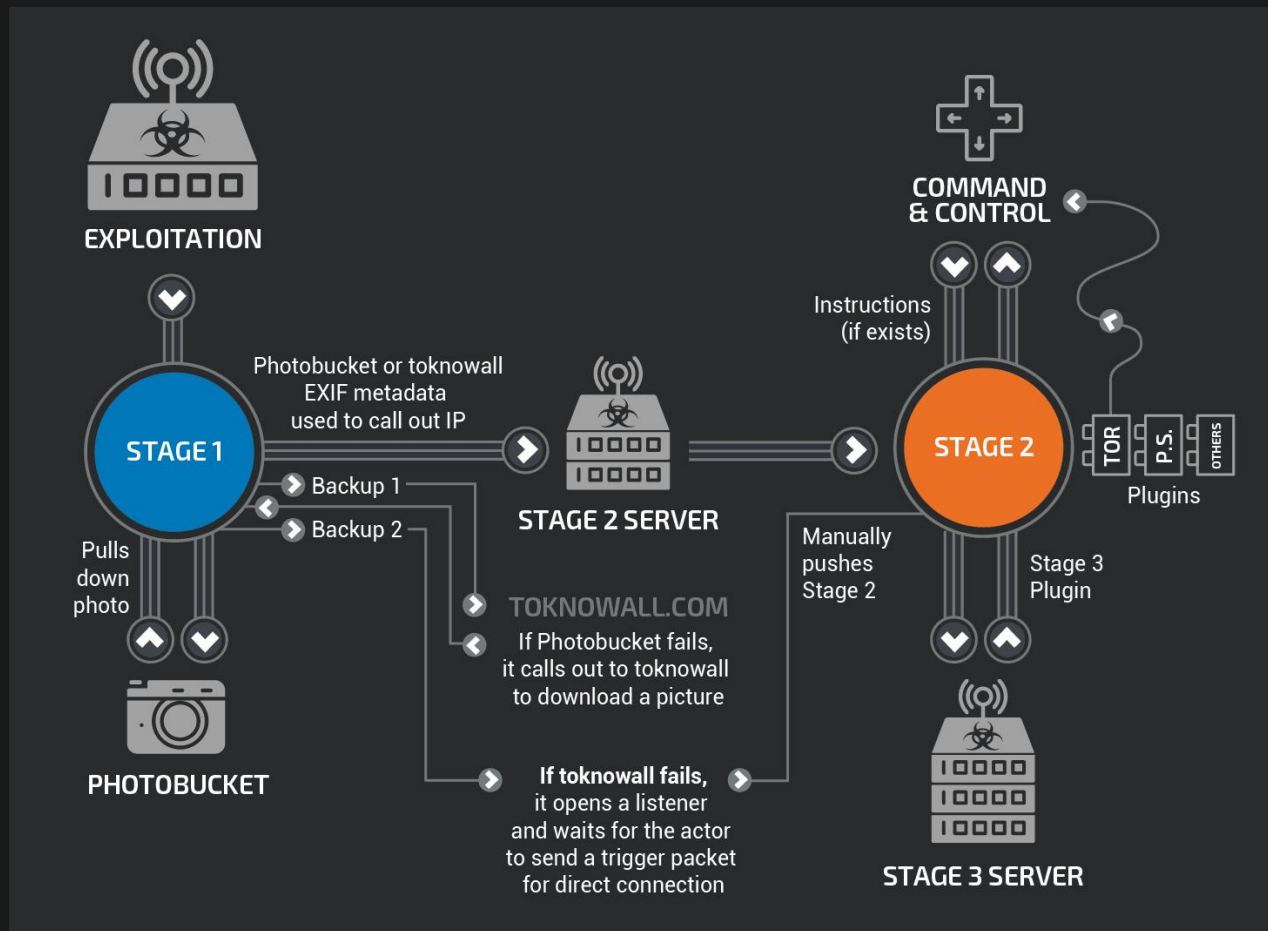 EXPLOITATION
COMMAND
& CONTROL
Instructions
(if exists)
Photobucket or toknowall
EXIF metadata
used to call out IP
STAGE 1
STAGE 2
TOR
P.S.
OTHERS
Plugins
Backup 1
Backup 2
STAGE 2 SERVER
Pulls
down
photo
Manually
pushes
Stage 2
Stage 3
Plugin
TOKNOWALL.COM
If Photobucket fails,
it calls out to toknowall
to download a picture
PHOTOBUCKET
If toknowall fails,
it opens a listener
and waits for the actor
to send a trigger packet
for direct connection
STAGE 3 SERVER